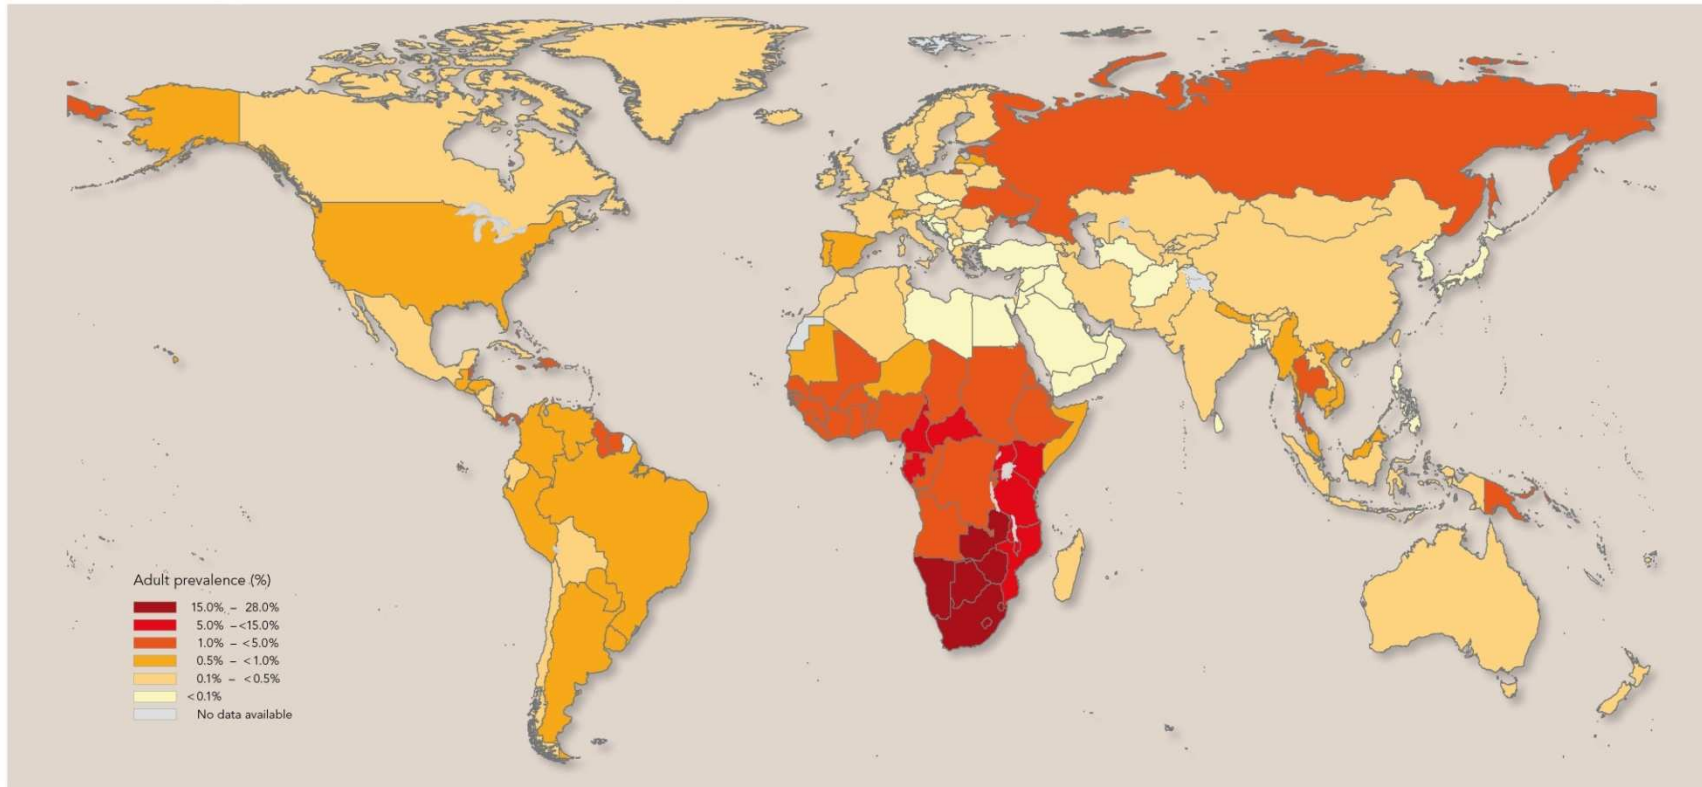 Adult prevalence (%)
15.0% – 28.0%
5.0% –<15.0%
1.0% –<5.0%
0.5% – <1.0%
0.1% – <0.5%
<0.1%
No data available